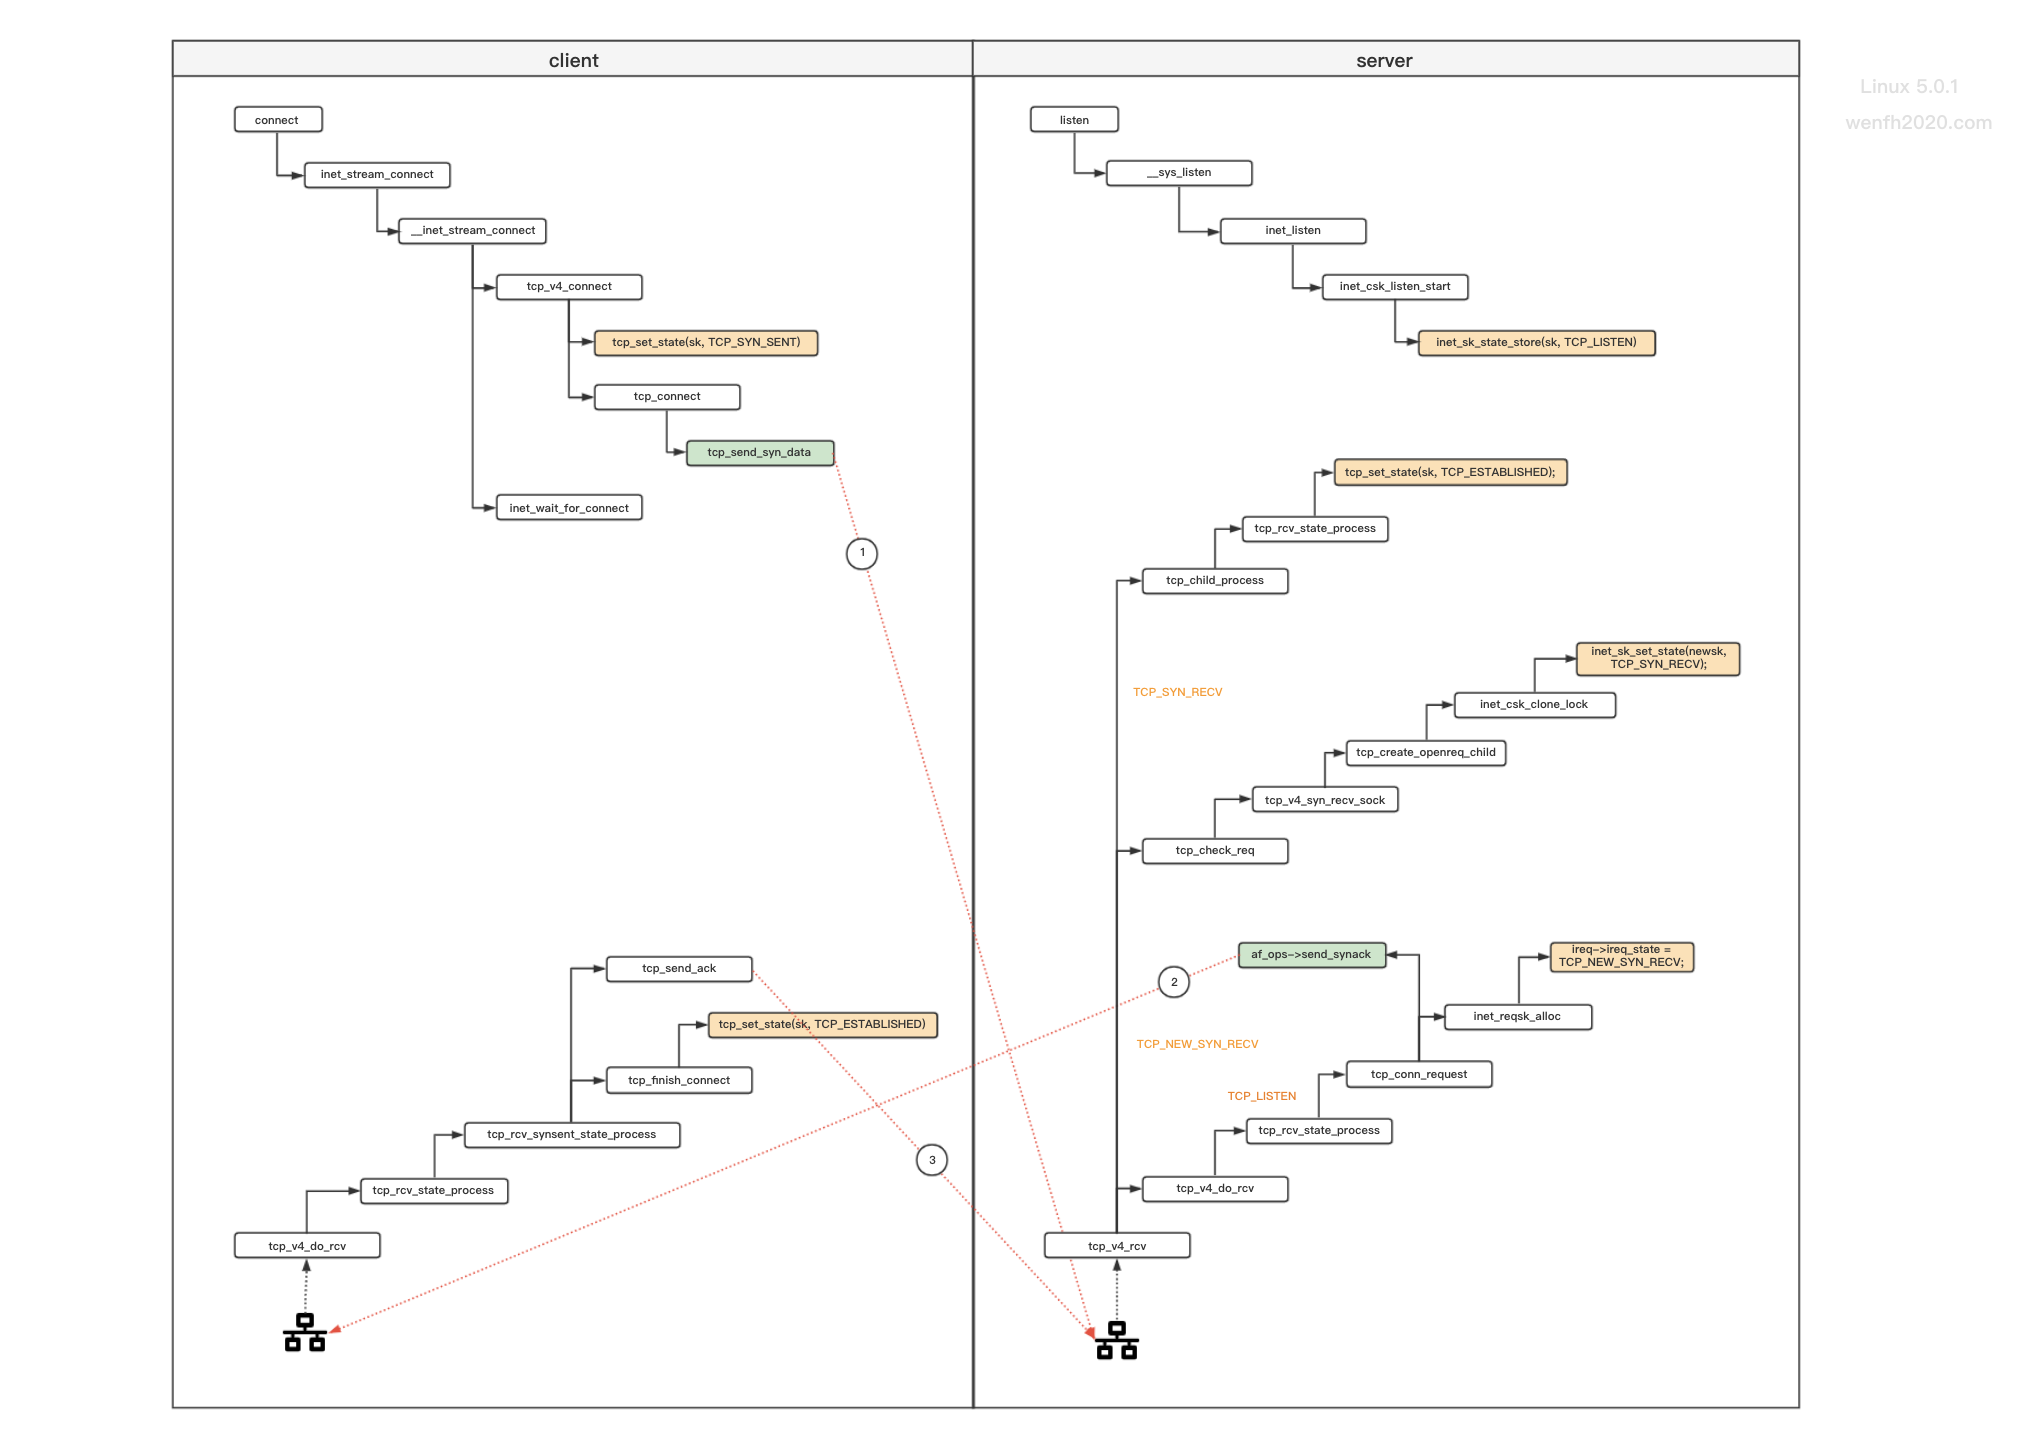 client
server
Linux 5.0.1
wenfh2020.com
connect
inet_stream_connect
__inet_stream_connect
tcp_v4_connect
tcp_set_state(sk, TCP_SYN_SENT)
tcp_connect
tcp_send_syn_data
inet_wait_for_connect
1
tcp_send_ack
tcp_set_state(sk, TCP_ESTABLISHED)
tcp_finish_connect
tcp_rcv_synsent_state_process
3
tcp_rcv_state_process
tcp_v4_do_rcv
listen
__sys_listen
inet_listen
inet_csk_listen_start
inet_sk_state_store(sk, TCP_LISTEN)
tcp_set_state(sk, TCP_ESTABLISHED);
tcp_rcv_state_process
tcp_child_process
inet_sk_set_state(newsk,
TCP_SYN_RECV);
TCP_SYN_RECV
inet_csk_clone_lock
tcp_create_openreq_child
tcp_v4_syn_recv_sock
tcp_check_req
af_ops->send_synack
ireq->ireq_state =
TCP_NEW_SYN_RECV;
2
inet_reqsk_alloc
TCP_NEW_SYN_RECV
tcp_conn_request
TCP_LISTEN
tcp_rcv_state_process
tcp_v4_do_rcv
tcp_v4_rcv